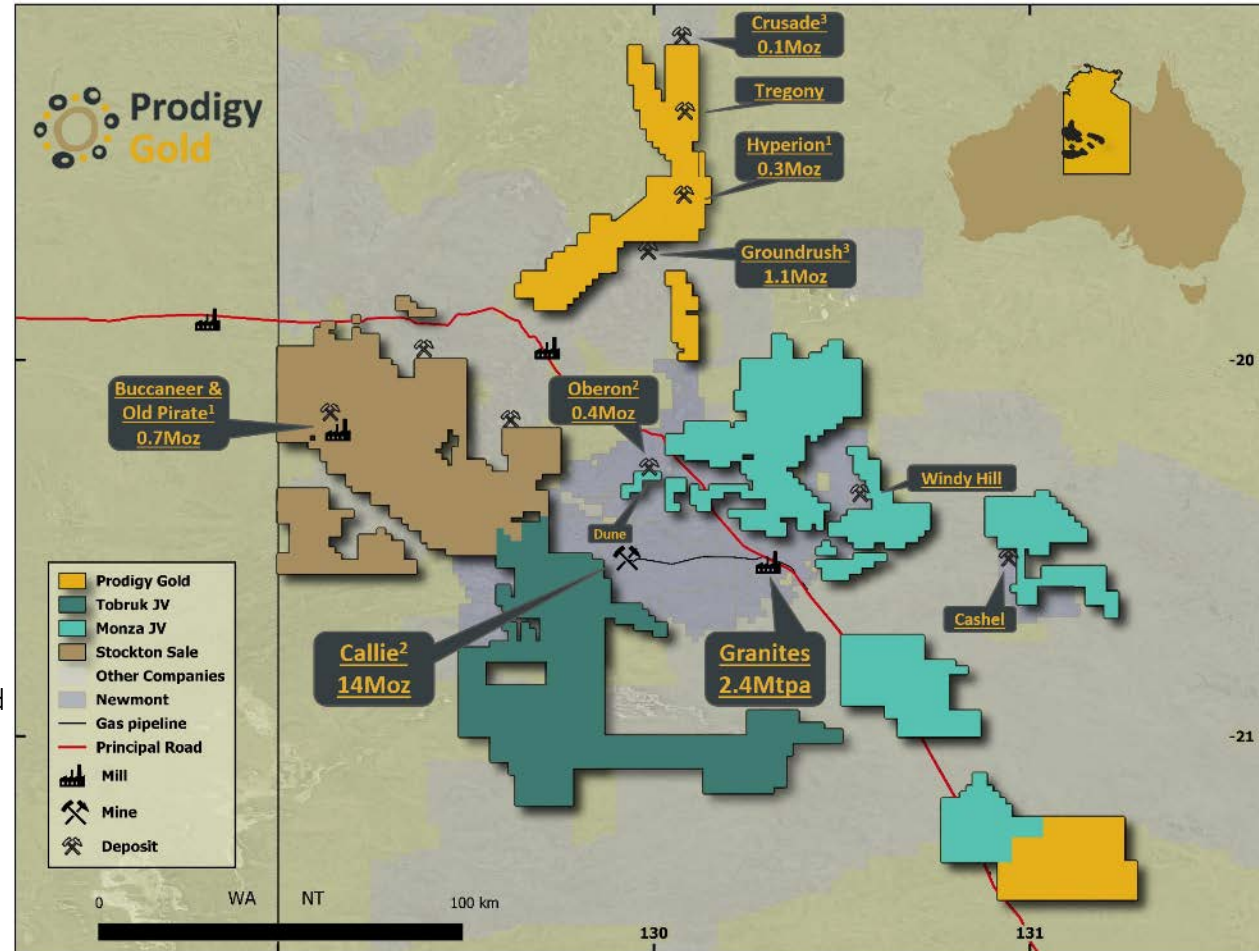 Prodigy
Gold
Crusade³
0.1Moz
Tregony
Hyperion¹
0.3Moz
Groundrush³
1.1Moz
-20
Buccaneer &
Old Pirate¹
0.7Moz
Oberon²
0.4Moz
Windy Hill
Dune
Cashel
Callie²
14Moz
Granites
2.4Mtpa
Prodigy Gold
Tobruk JV
Monza JV
Stockton Sale
Other Companies
Newmont
Gas pipeline
Principal Road
Mill
Mine
Deposit
-21
WA NT
0 100 km
130 131